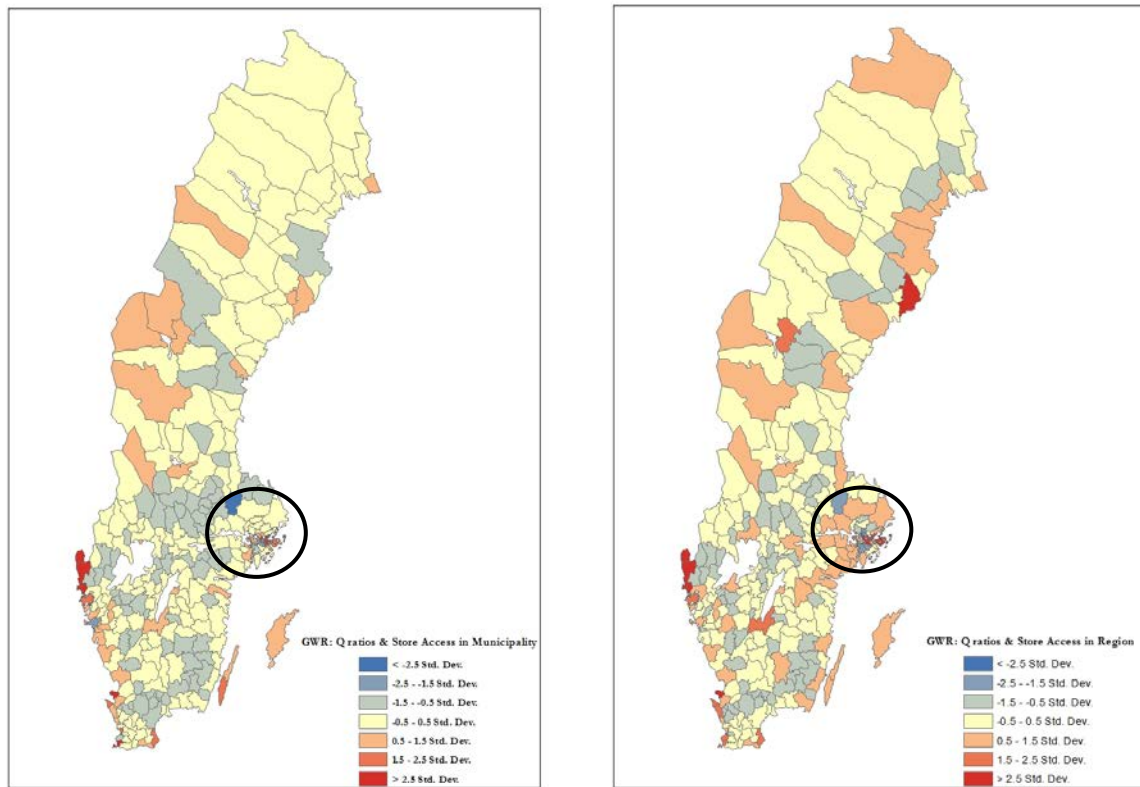 GWR: Q ratios & Store Access in Municipality
< -2.5 Std. Dev.
-2.5 - -1.5 Std. Dev.
-1.5 - -0.5 Std. Dev.
-0.5 - 0.5 Std. Dev.
0.5 - 1.5 Std. Dev.
1.5 - 2.5 Std. Dev.
> 2.5 Std. Dev.
GWR: Q ratios & Store Access in Region
< -2.5 Std. Dev.
-2.5 - -1.5 Std. Dev.
-1.5 - -0.5 Std. Dev.
-0.5 - 0.5 Std. Dev.
0.5 - 1.5 Std. Dev.
1.5 - 2.5 Std. Dev.
> 2.5 Std. Dev.